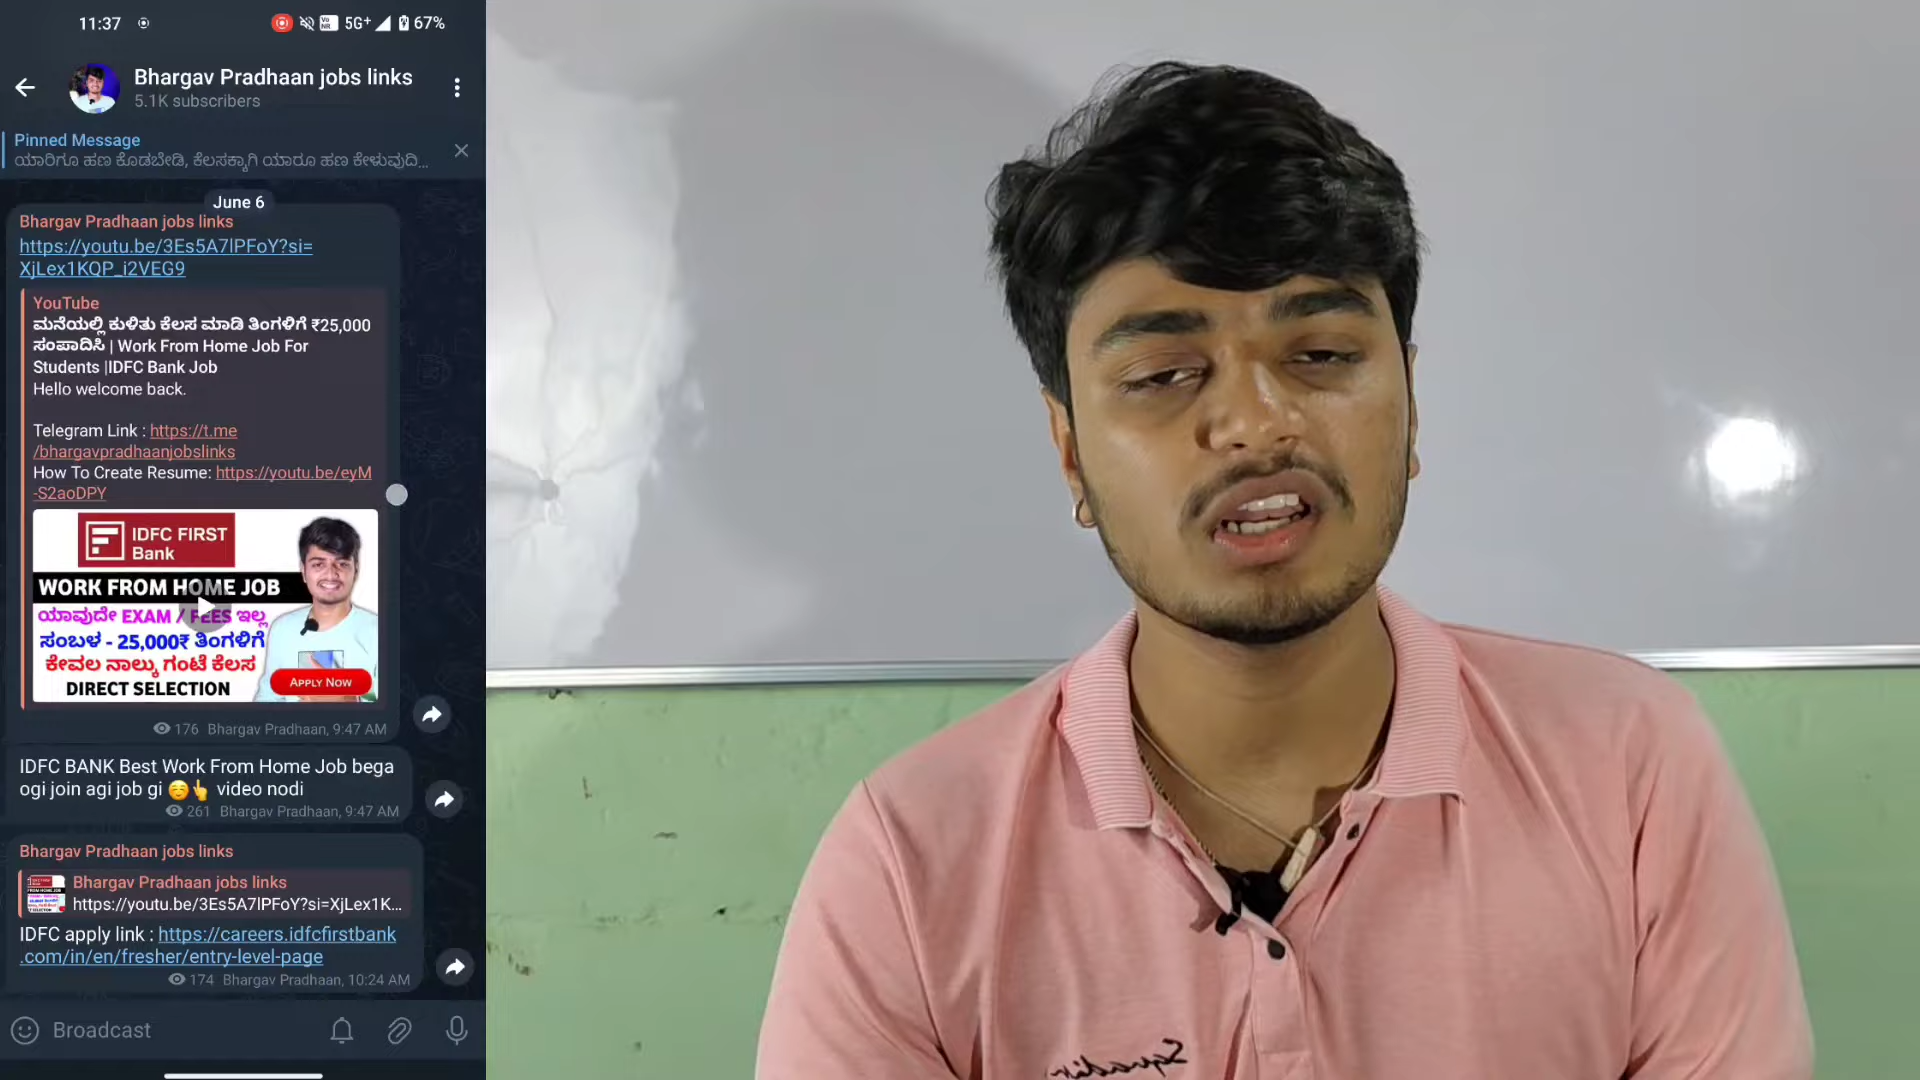 11:37
Vo
NR
5G+
67%
Bhargav Pradhaan jobs links
5.1K subscribers
Pinned Message
ಯಾರಿಗೂ ಹಣ ಕೊಡಬೇಡಿ, ಕೆಲಸಕ್ಕಾಗಿ ಯಾರೂ ಹಣ ಕೇಳುವುದಿ...
June 6
Bhargav Pradhaan jobs links
https://youtu.be/3Es5A7lPFoY?si=
XjLex1KQP_i2VEG9
YouTube
ಮನೆಯಲ್ಲಿ ಕುಳಿತು ಕೆಲಸ ಮಾಡಿ ತಿಂಗಳಿಗೆ ₹25,000
ಸಂಪಾದಿಸಿ | Work From Home Job For
Students |IDFC Bank Job
Hello welcome back.
Telegram Link : https://t.me
/bhargavpradhaanjobslinks
How To Create Resume: https://youtu.be/eyM
-S2aoDPY
IDFC FIRST
Bank
WORK FROM HOME JOB
ಯಾವುದೇ EXAM / FEES ಇಲ್ಲ
ಸಂಬಳ - 25,000₹ ತಿಂಗಳಿಗೆ
ಕೇವಲ ನಾಲ್ಕು ಗಂಟೆ ಕೆಲಸ
DIRECT SELECTION
APPLY NOW
176 Bhargav Pradhaan, 9:47 AM
IDFC BANK Best Work From Home Job bega
ogi join agi job gi ☺️👆 video nodi
261 Bhargav Pradhaan, 9:47 AM
Bhargav Pradhaan jobs links
Bhargav Pradhaan jobs links
https://youtu.be/3Es5A7lPFoY?si=XjLex1K...
IDFC apply link : https://careers.idfcfirstbank
.com/in/en/fresher/entry-level-page
174 Bhargav Pradhaan, 10:24 AM
Broadcast